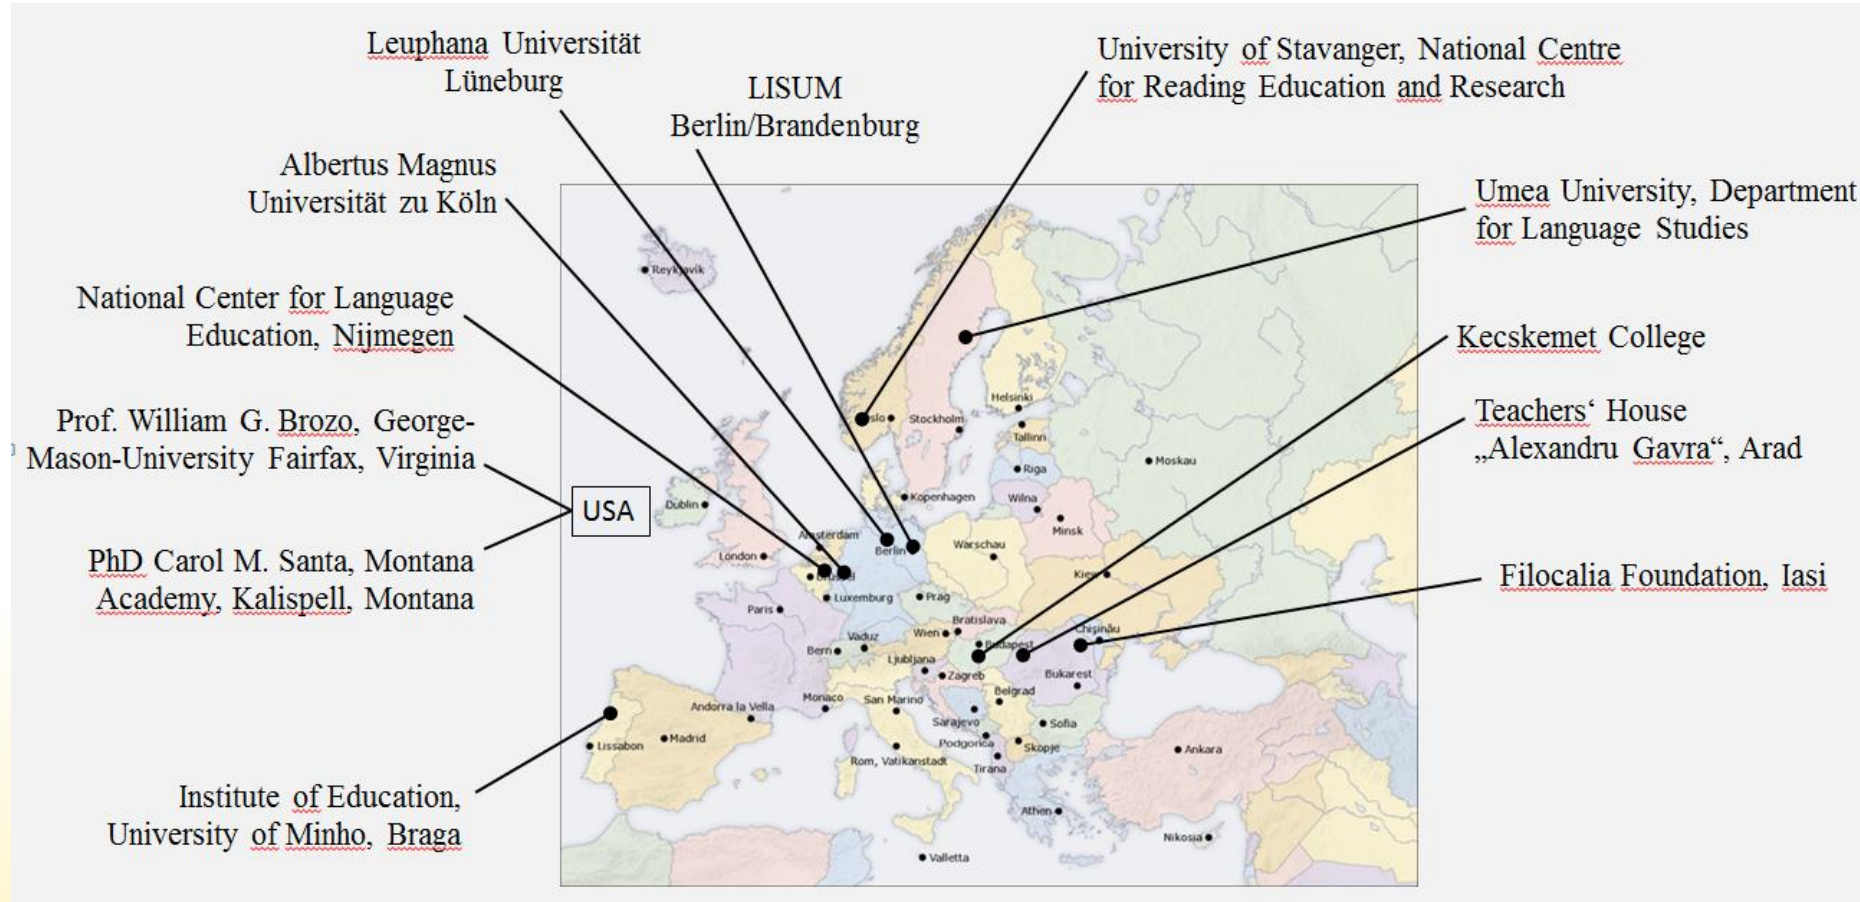 Leuphana Universität
Lüneburg
LISUM
Berlin/Brandenburg
University of Stavanger, National Centre
for Reading Education and Research
Albertus Magnus
Universität zu Köln
Umea University, Department
for Language Studies
National Center for Language
Education, Nijmegen
Kecskemet College
Prof. William G. Brozo, George-
Mason-University Fairfax, Virginia
Teachers‘ House
„Alexandru Gavra“, Arad
USA
PhD Carol M. Santa, Montana
Academy, Kalispell, Montana
Filocalia Foundation, Iasi
Institute of Education,
University of Minho, Braga
Reykjavík
Helsinki
Oslo
Stockholm
Tallinn
Riga
Moskau
Kopenhagen
Wilna
Dublin
Minsk
Amsterdam
Berlin
Warschau
London
Brüssel
Kiew
Luxemburg
Prag
Paris
Bratislava
Wien
Chişinău
Vaduz
Budapest
Bern
Ljubljana
Zagreb
Bukarest
Belgrad
Monaco
San Marino
Andorra la Vella
Sarajevo
Sofia
Madrid
Lissabon
Podgorica
Skopje
Ankara
Rom, Vatikanstadt
Tirana
Athen
Nikosia
Valletta